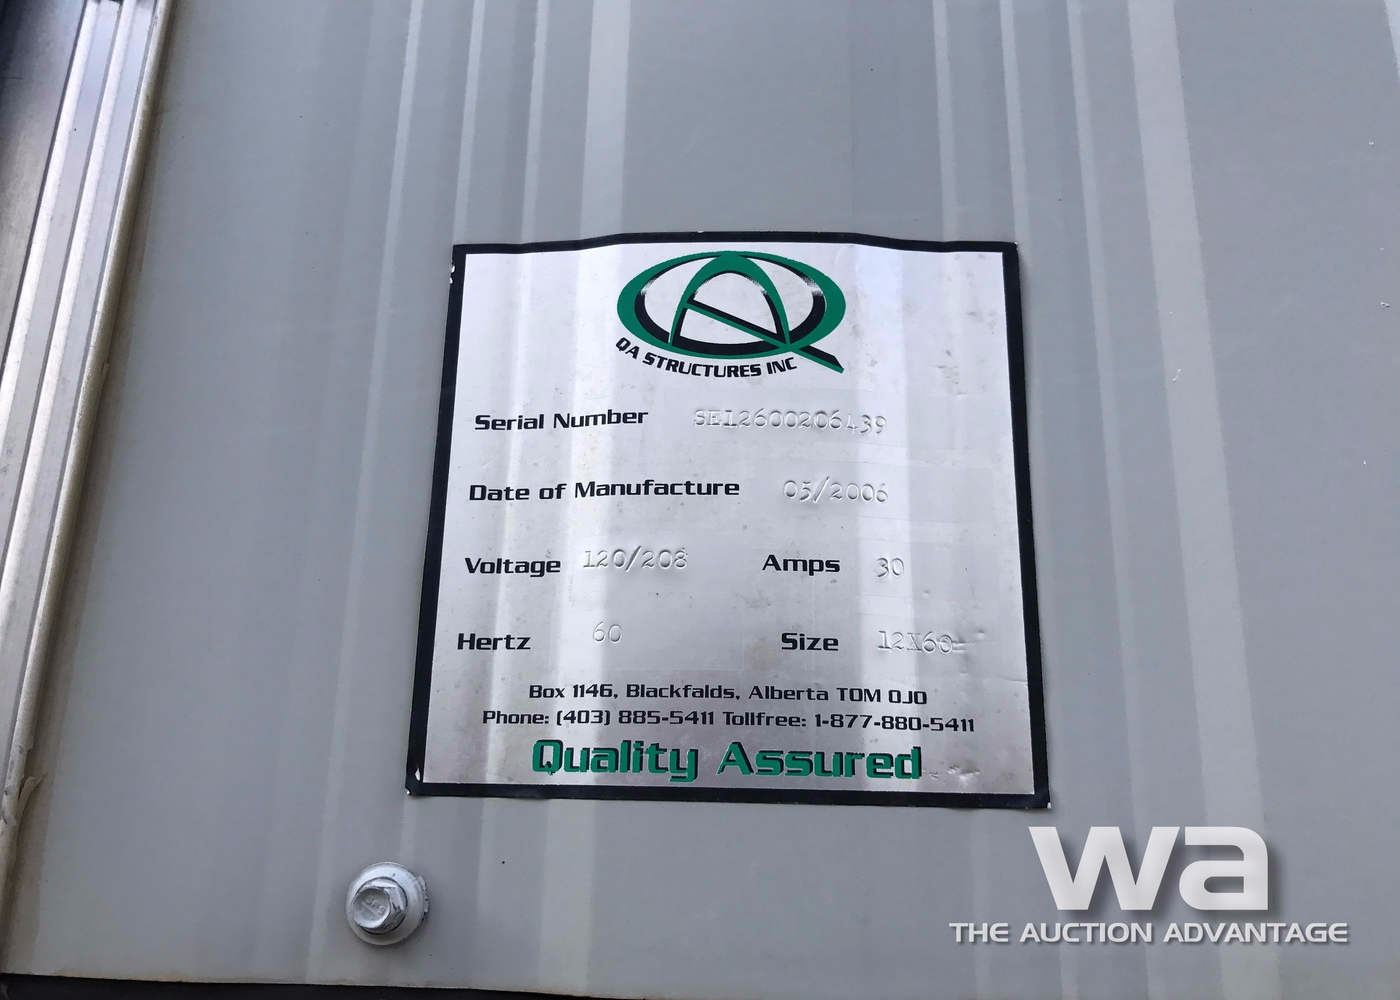 QA STRUCTURES INC
Serial Number SE12600206439
Date of Manufacture 05/2006
Voltage 120/208 Amps 30
Hertz 60 Size 12X60
Box 1146, Blackfalds, Alberta T0M 0J0
Phone: (403) 885-5411 Tollfree: 1-877-880-5411
Quality Assured
wa
THE AUCTION ADVANTAGE